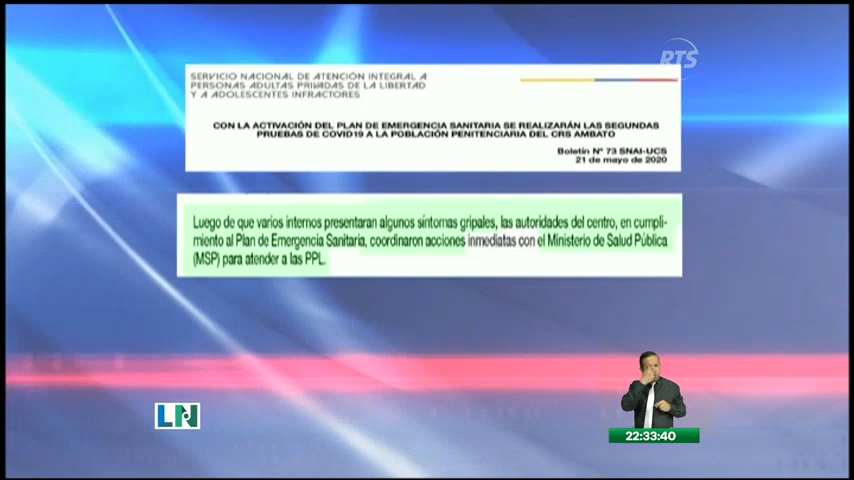 RTS
SERVICIO NACIONAL DE ATENCIÓN INTEGRAL A
PERSONAS ADULTAS PRIVADAS DE LA LIBERTAD
Y A ADOLESCENTES INFRACTORES
CON LA ACTIVACIÓN DEL PLAN DE EMERGENCIA SANITARIA SE REALIZARÁN LAS SEGUNDAS
PRUEBAS DE COVID19 A LA POBLACIÓN PENITENCIARIA DEL CRS AMBATO
Boletín N° 73 SNAI-UCS
21 de mayo de 2020
Luego de que varios internos presentaran algunos síntomas gripales, las autoridades del centro, en cumpli-
miento al Plan de Emergencia Sanitaria, coordinaron acciones inmediatas con el Ministerio de Salud Pública
(MSP) para atender a las PPL.
LN
22:33:40